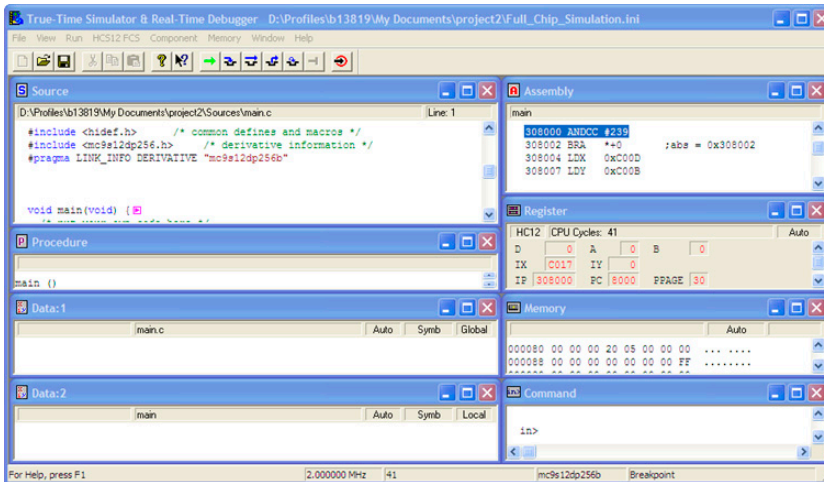 True-Time Simulator & Real-Time Debugger D:\Profiles\b13819\My Documents\project2\Full_Chip_Simulation.ini
File View Run HCS12 FCS Component Memory Window Help
Source
D:\Profiles\b13819\My Documents\project2\Sources\main.c Line: 1
#include <hidef.h> /* common defines and macros */
#include <mc9s12dp256.h> /* derivative information */
#pragma LINK_INFO DERIVATIVE "mc9s12dp256b"
void main(void) {
/* put your own code here */
Procedure
main ()
Data:1
main.c Auto Symb Global
Data:2
main Auto Symb Local
Assembly
main
308000 ANDCC #239
308002 BRA *+0 ;abs = 0x308002
308004 LDX 0xC00D
308007 LDY 0xC00B
Register
HC12 CPU Cycles: 41 Auto
D 0 A 0 B 0
IX C017 IY 0
IP 308000 PC 8000 PPAGE 30
Memory
Auto
000080 00 00 00 20 05 00 00 00 ... ....
000088 00 00 00 00 00 00 00 FF ........
Command
in>
For Help, press F1 2.000000 MHz 41 mc9s12dp256b Breakpoint